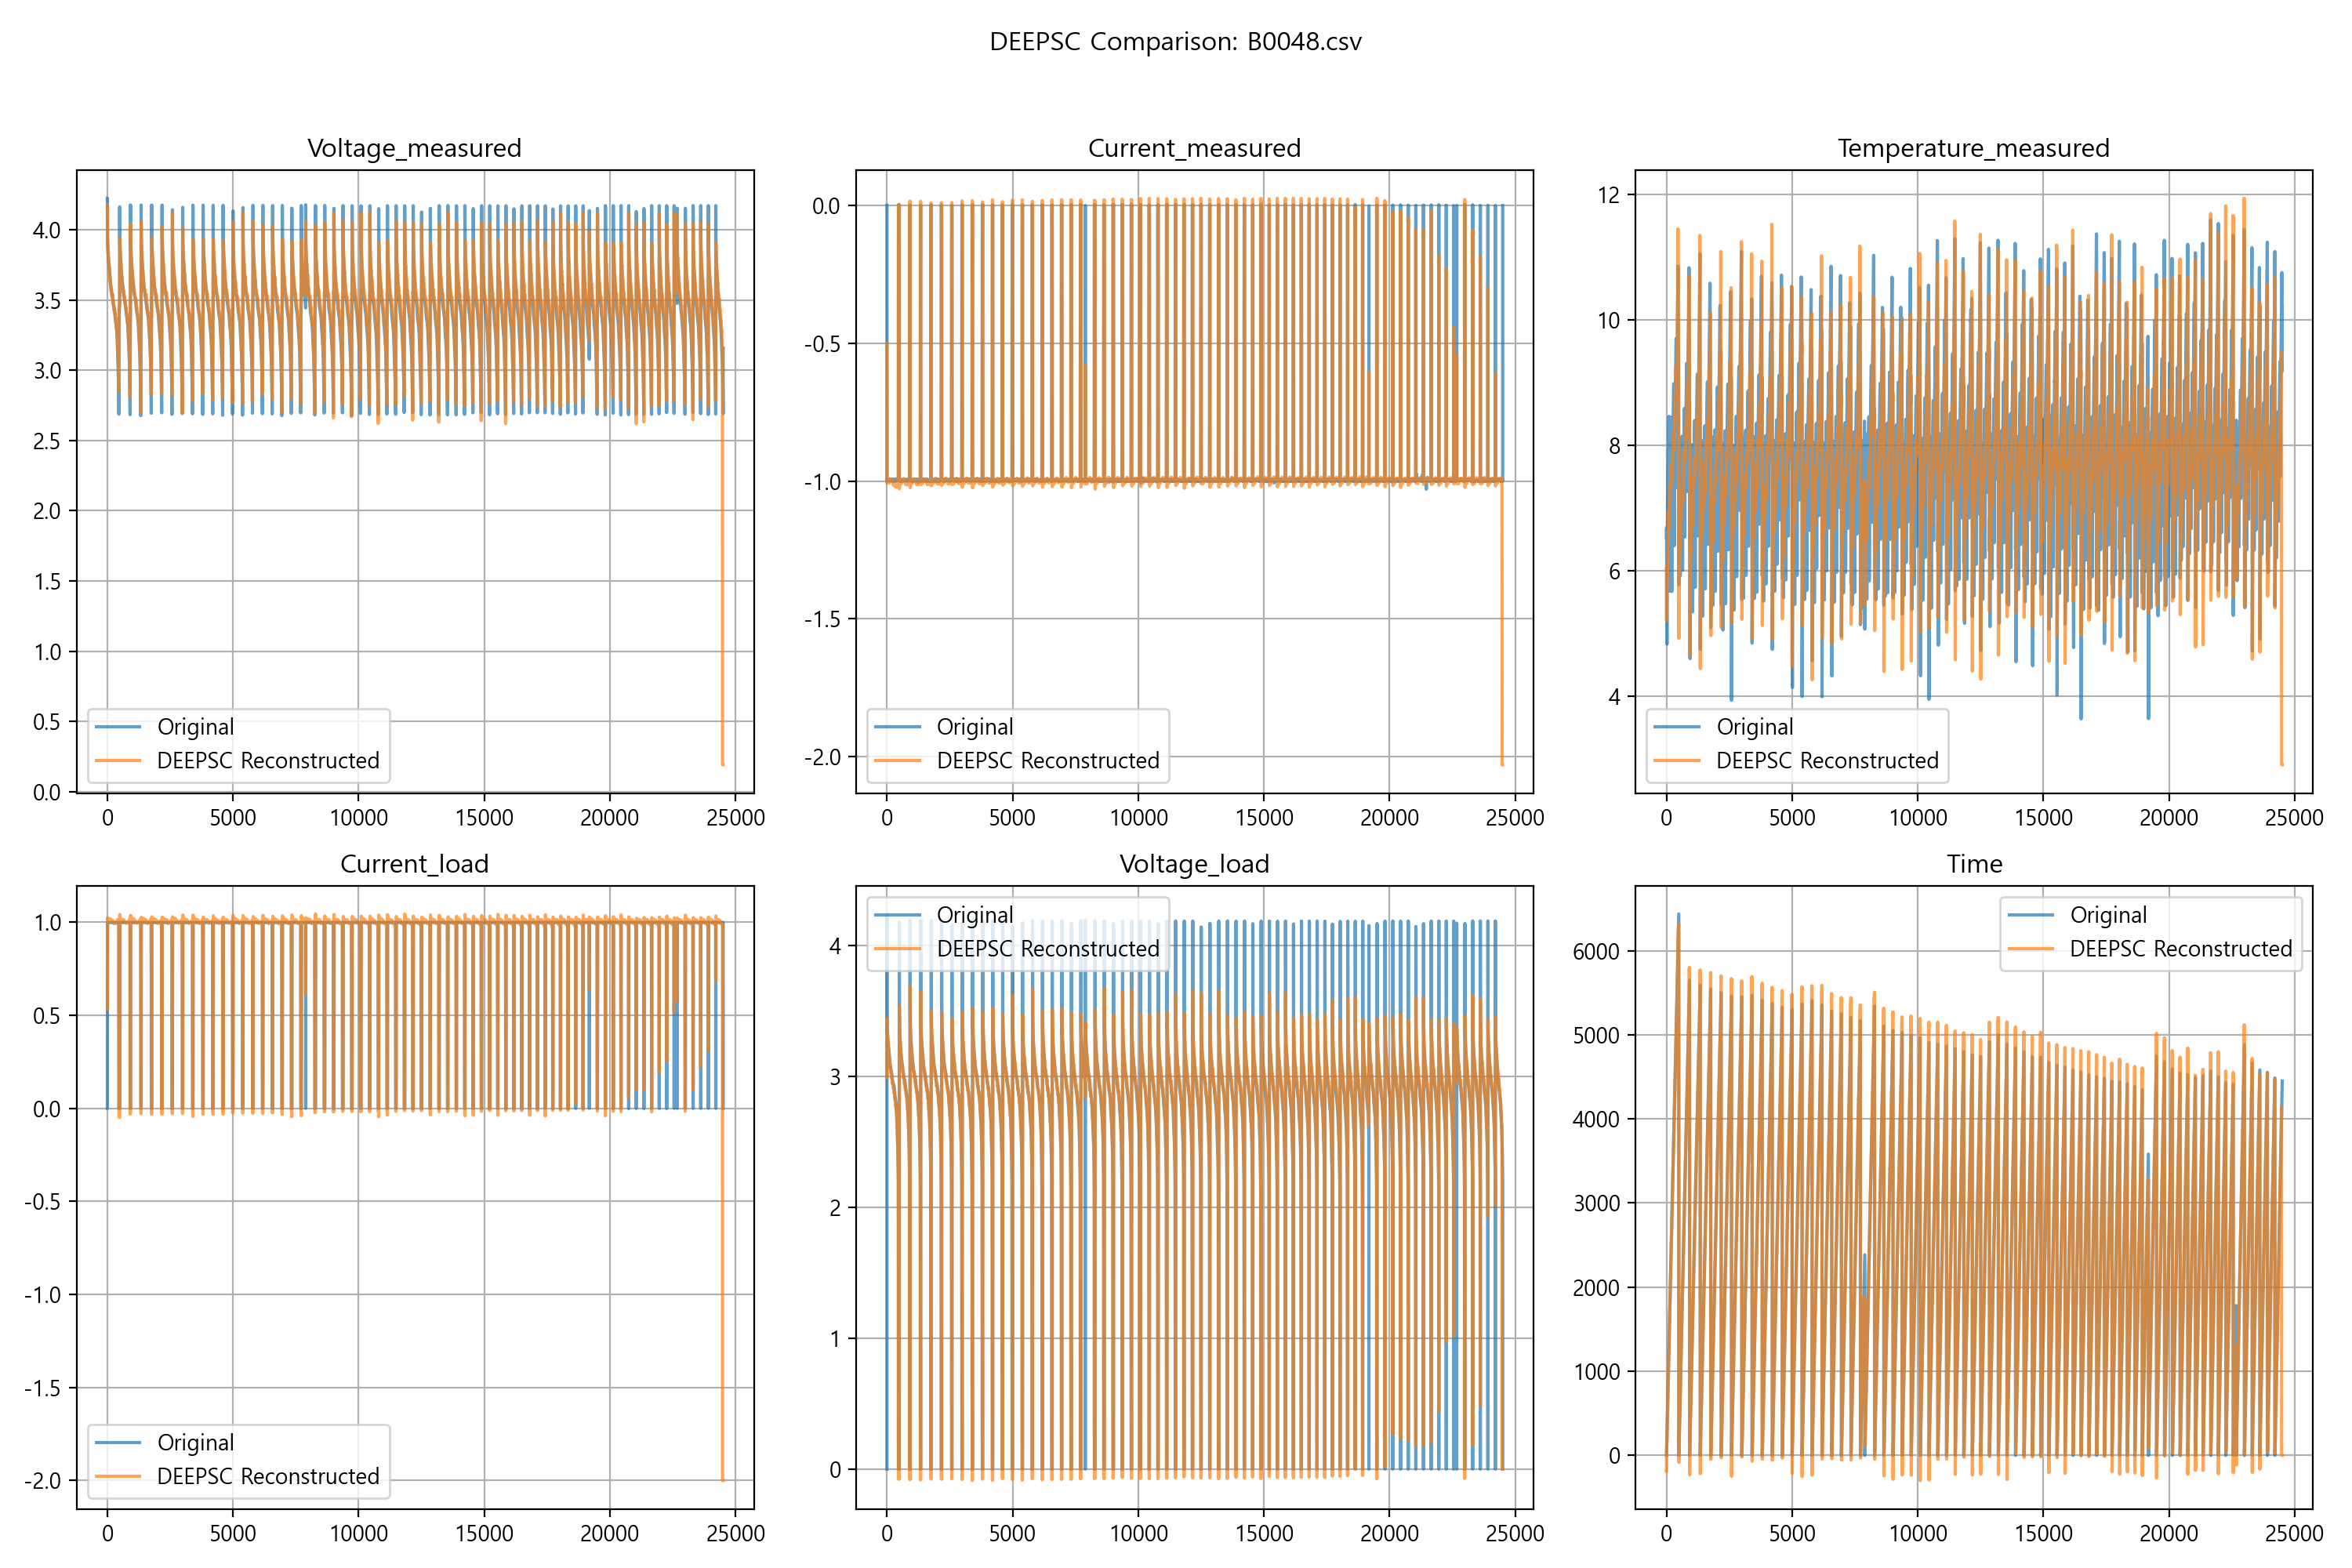 DEEPSC Comparison: B0048.csv
Voltage_measured
4.0
3.5
3.0
2.5
2.0
1.5
1.0
0.5
0.0
Original
DEEPSC Reconstructed
0 5000 10000 15000 20000 25000
Current_measured
0.0
-0.5
-1.0
-1.5
-2.0
Original
DEEPSC Reconstructed
0 5000 10000 15000 20000 25000
Temperature_measured
12
10
8
6
4
Original
DEEPSC Reconstructed
0 5000 10000 15000 20000 25000
Current_load
1.0
0.5
0.0
-0.5
-1.0
-1.5
-2.0
Original
DEEPSC Reconstructed
0 5000 10000 15000 20000 25000
Voltage_load
Original
DEEPSC Reconstructed
4
3
2
1
0
0 5000 10000 15000 20000 25000
Time
Original
DEEPSC Reconstructed
6000
5000
4000
3000
2000
1000
0
0 5000 10000 15000 20000 25000